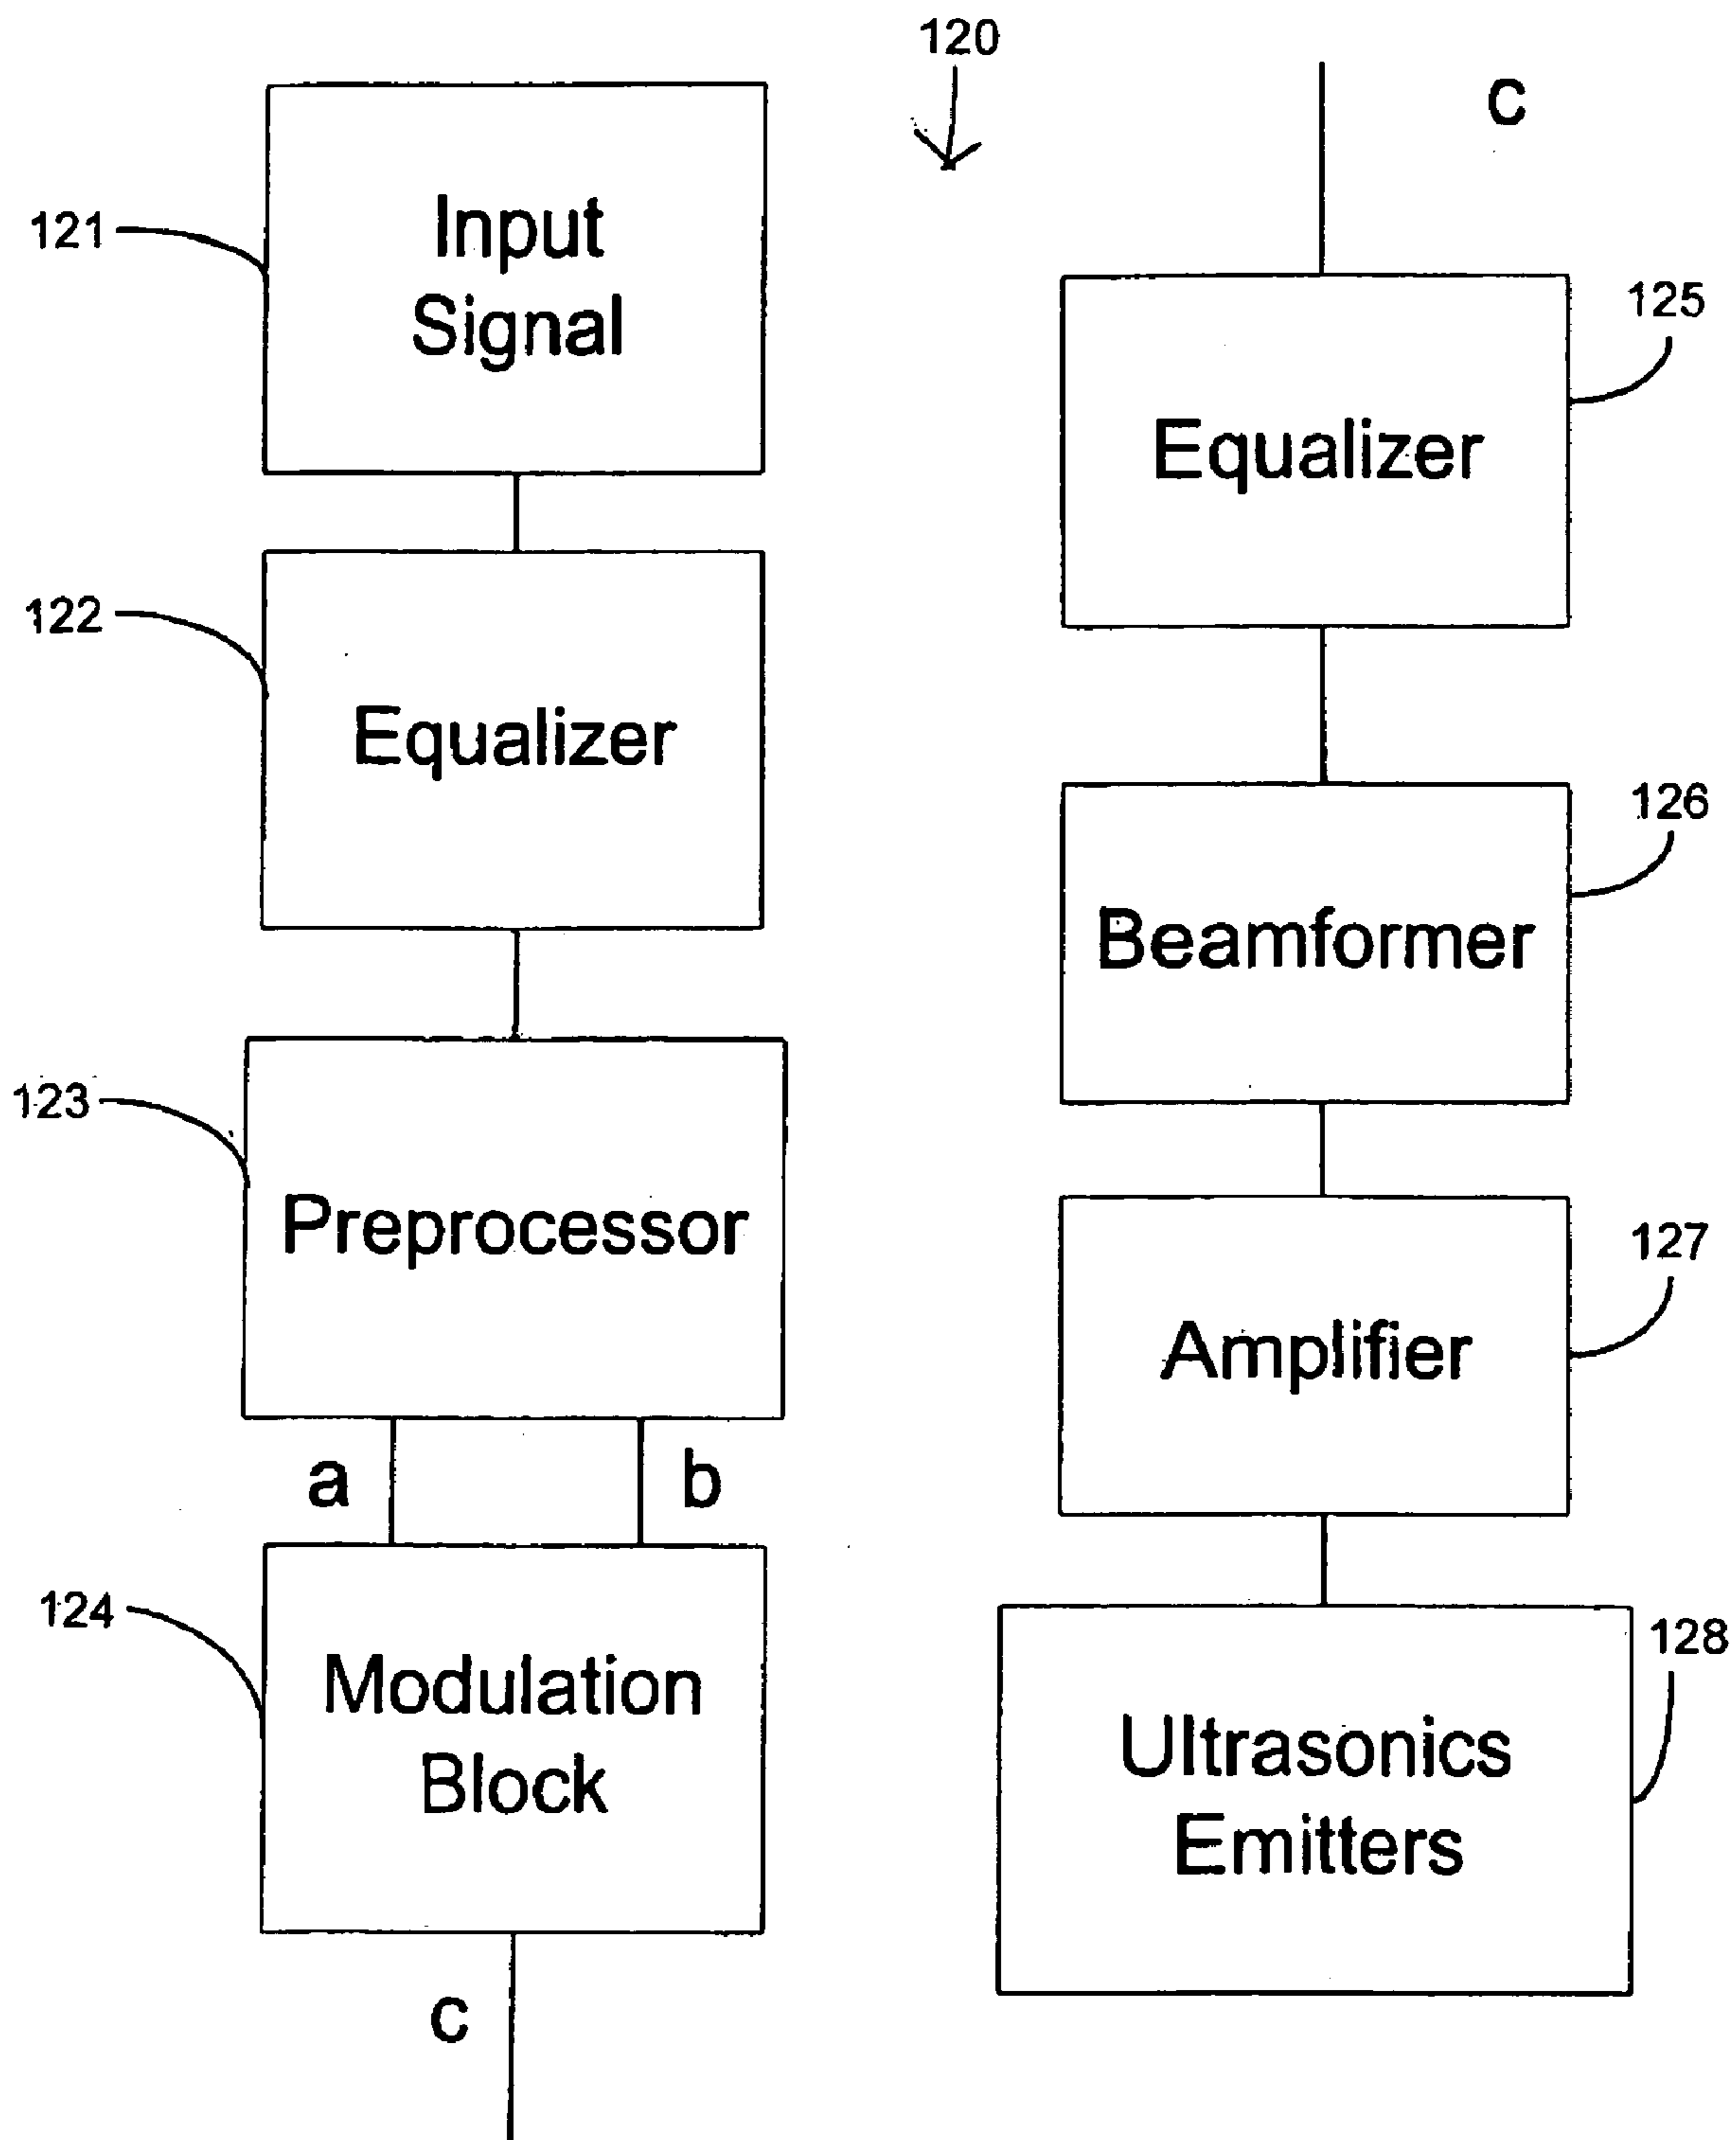 120
121
Input
Signal
122
Equalizer
123
Preprocessor
a
b
124
Modulation
Block
c
c
125
Equalizer
126
Beamformer
127
Amplifier
128
Ultrasonics
Emitters